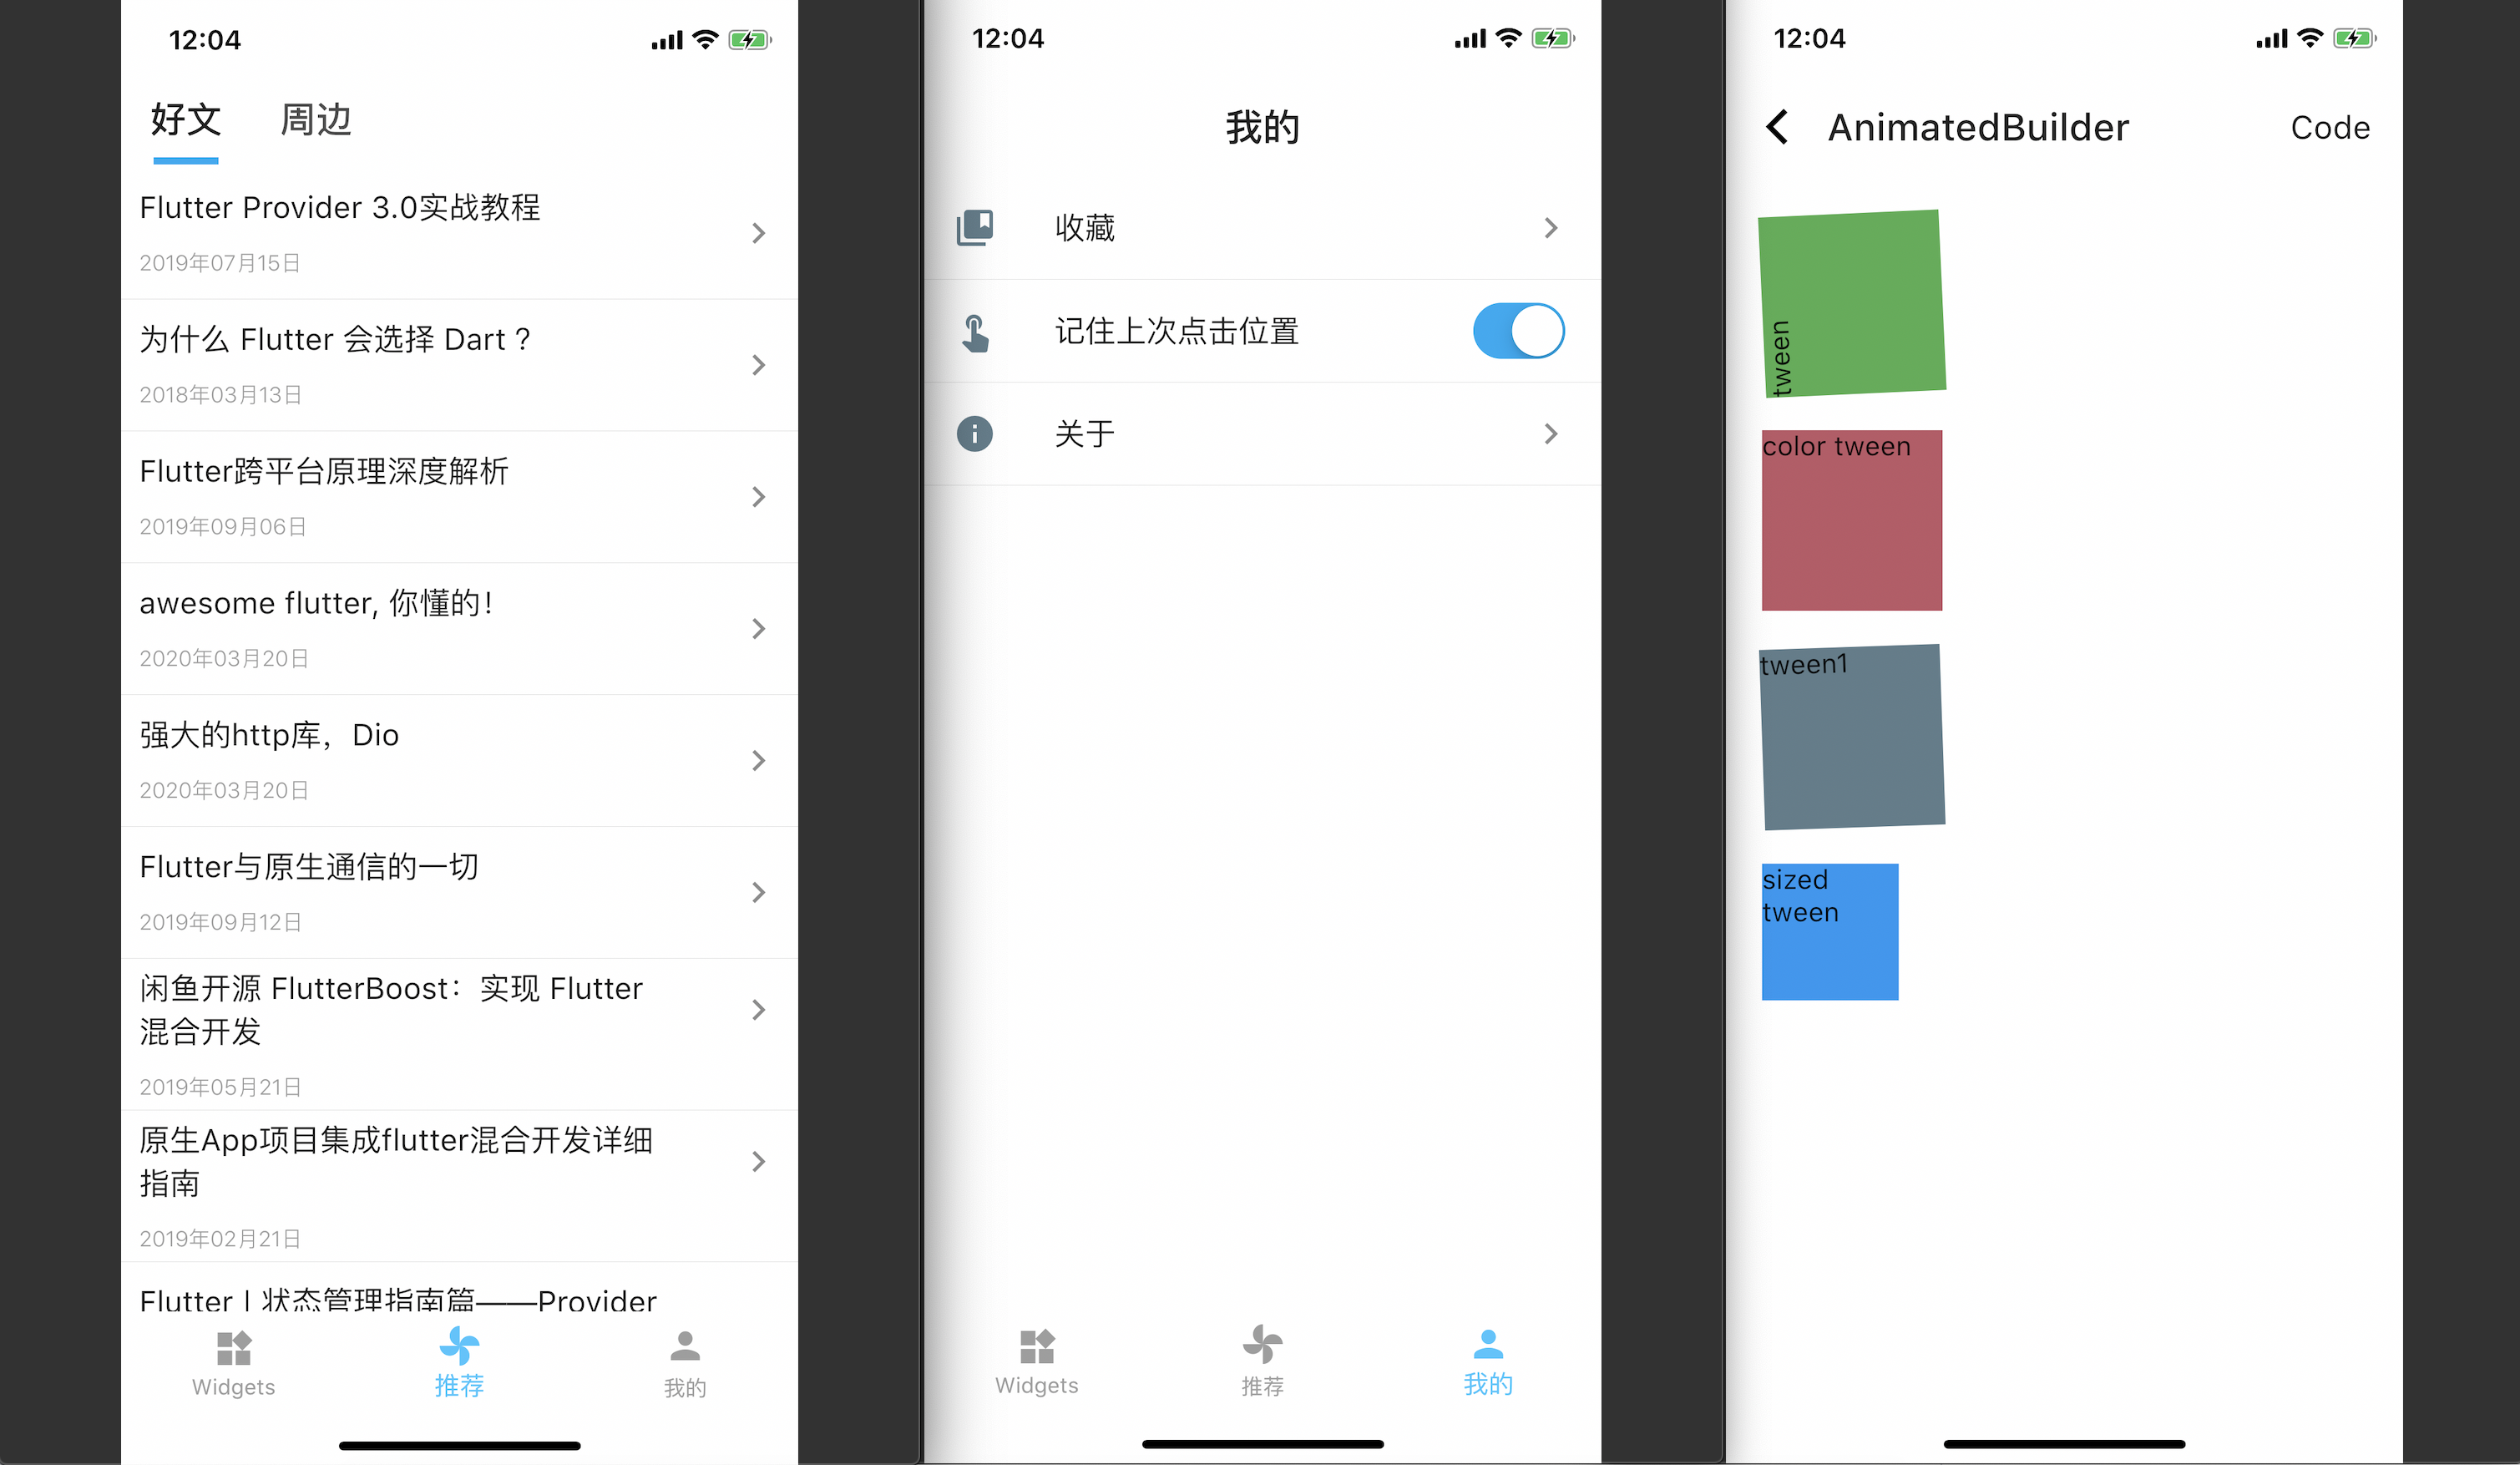 12:04
好文 周边
Flutter Provider 3.0实战教程
2019年07月15日
为什么 Flutter 会选择 Dart ?
2018年03月13日
Flutter跨平台原理深度解析
2019年09月06日
awesome flutter, 你懂的!
2020年03月20日
强大的http库，Dio
2020年03月20日
Flutter与原生通信的一切
2019年09月12日
闲鱼开源 FlutterBoost：实现 Flutter
混合开发
2019年05月21日
原生App项目集成flutter混合开发详细
指南
2019年02月21日
Flutter | 状态管理指南篇——Provider
Widgets 推荐 我的
12:04
我的
收藏
记住上次点击位置
关于
Widgets 推荐 我的
12:04
AnimatedBuilder Code
tween
color tween
tween1
sized
tween